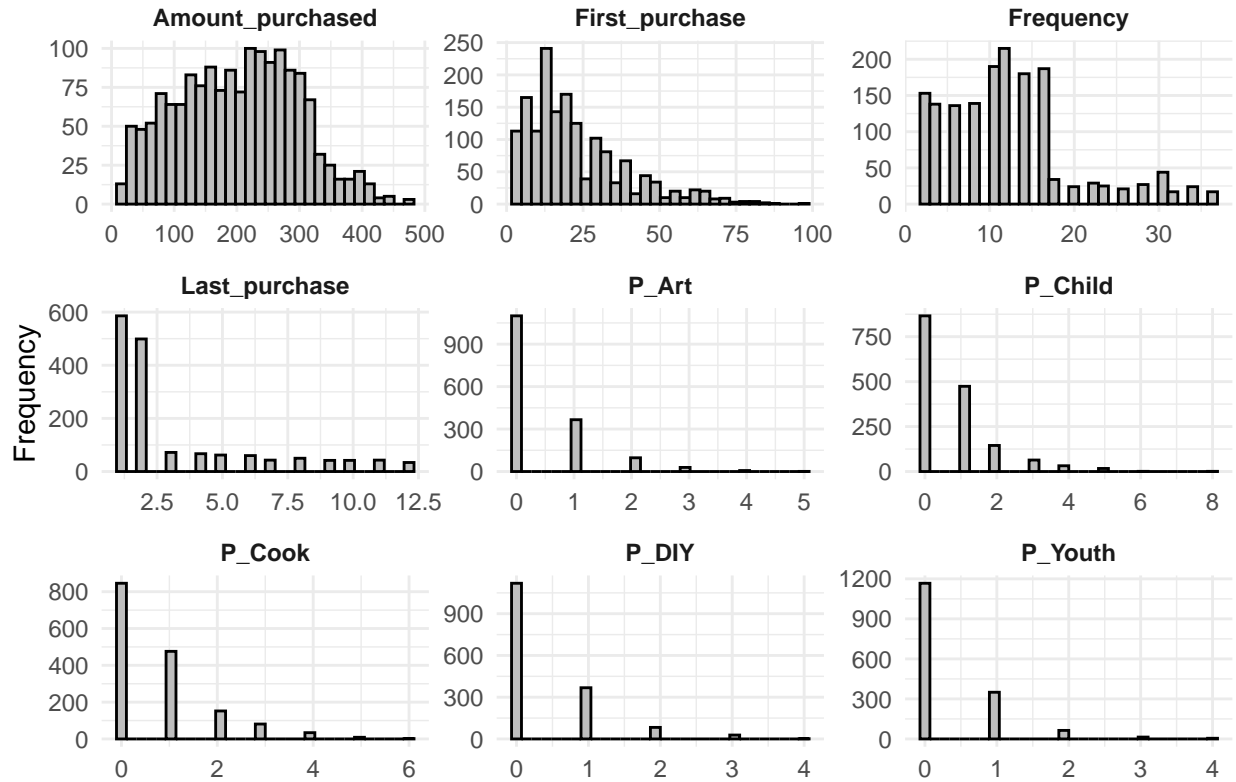 Amount_purchased
First_purchase
Frequency
100
75
50
25
0
0 100 200 300 400 500
250
200
150
100
50
0
0 25 50 75 100
200
150
100
50
0
0 10 20 30
Frequency
Last_purchase
P_Art
P_Child
600
400
200
0
2.5 5.0 7.5 10.0 12.5
900
600
300
0
0 1 2 3 4 5
750
500
250
0
0 2 4 6 8
P_Cook
P_DIY
P_Youth
800
600
400
200
0
0 2 4 6
900
600
300
0
0 1 2 3 4
1200
900
600
300
0
0 1 2 3 4